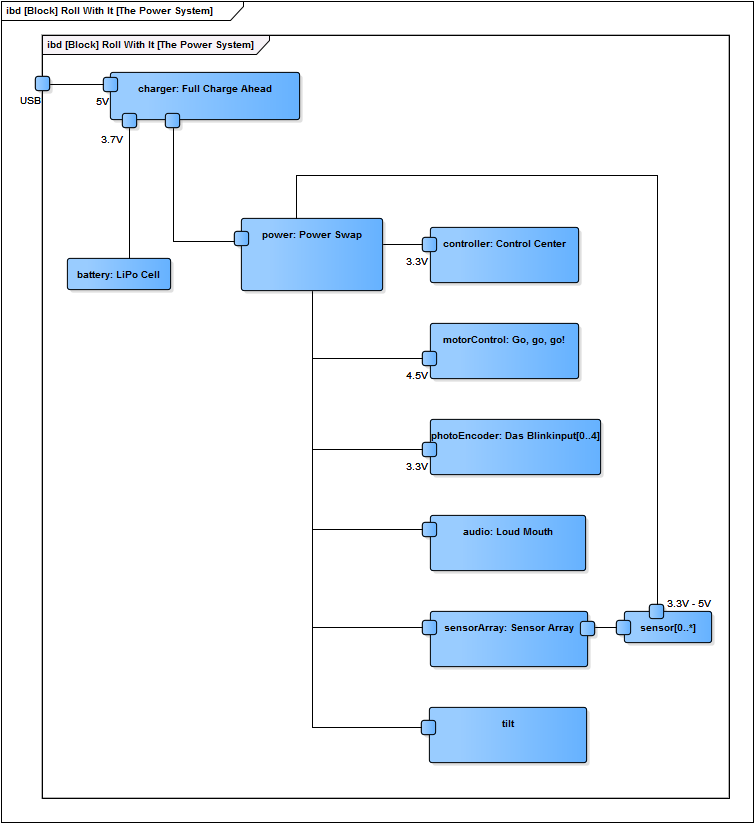 ibd [Block] Roll With It [The Power System]
ibd [Block] Roll With It [The Power System]
charger: Full Charge Ahead
USB
5V
3.7V
power: Power Swap
controller: Control Center
3.3V
battery: LiPo Cell
motorControl: Go, go, go!
4.5V
photoEncoder: Das Blinkinput[0..4]
3.3V
audio: Loud Mouth
3.3V - 5V
sensorArray: Sensor Array
sensor[0..*]
tilt